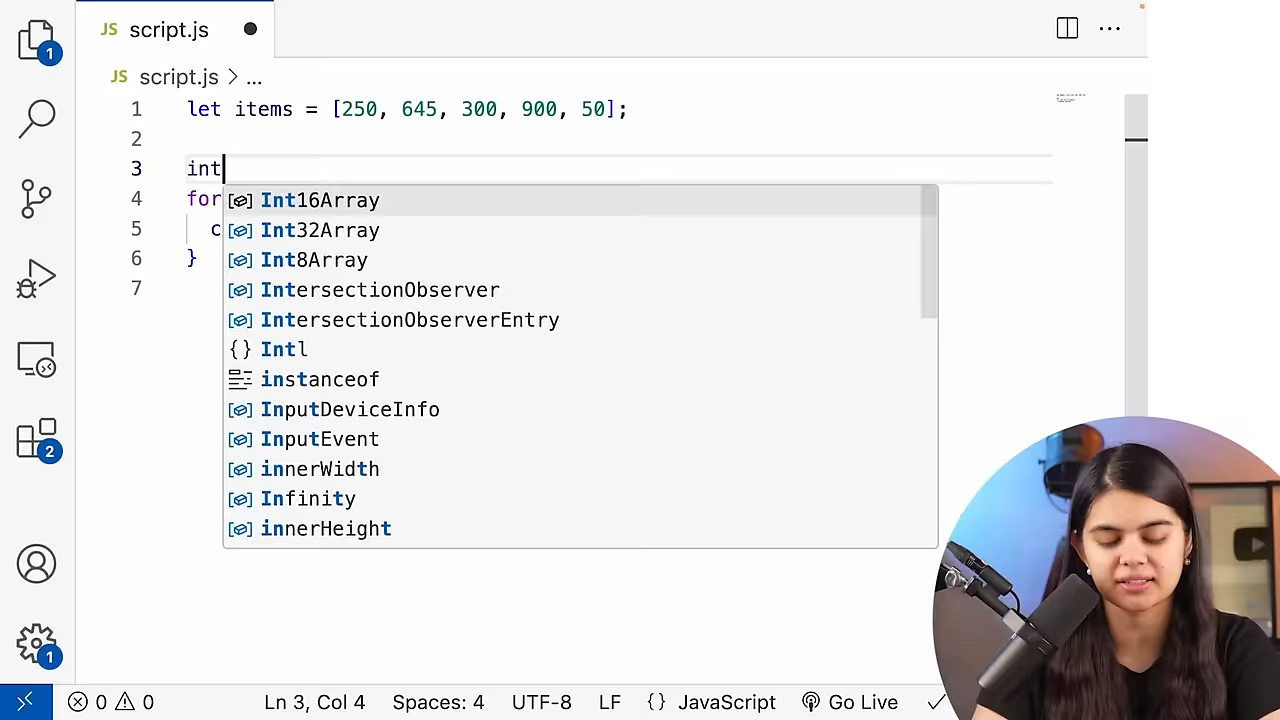 JS script.js
1
JS script.js > ...
1 let items = [250, 645, 300, 900, 50];
2
3 int
4 for
5 c
6 }
7
Int16Array
Int32Array
Int8Array
IntersectionObserver
IntersectionObserverEntry
{} Intl
instanceof
InputDeviceInfo
InputEvent
innerWidth
Infinity
innerHeight
2
1
0 0 Ln 3, Col 4 Spaces: 4 UTF-8 LF {} JavaScript Go Live